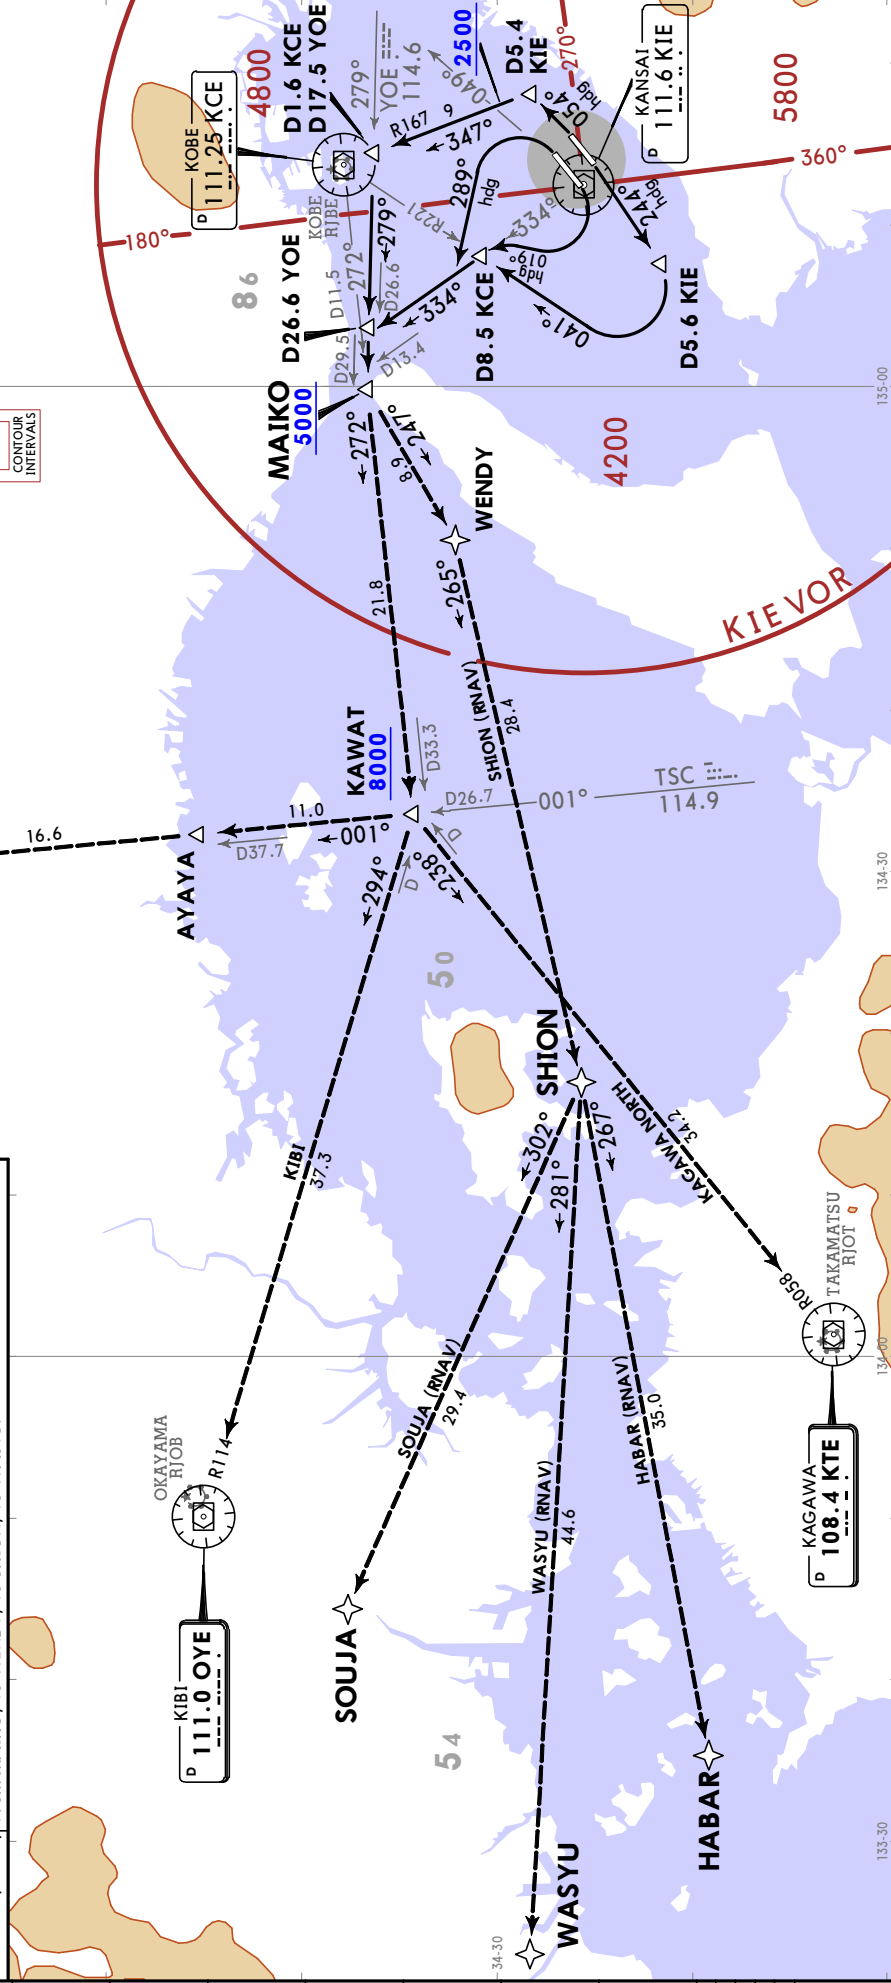 CONTOUR
INTERVALS
16.6
AYAYA
D37.7
11.0
001°
KAWAT
8000
D33.3
D26.7
001°
TSC
114.9
D
D
294°
238°
KIBI
37.3
R114
OKAYAMA
RJOB
KIBI
D
111.0 OYE
KAGAWA NORTH
34.2
R058
TAKAMATSU
RJOT
KAGAWA
D
108.4 KTE
SHION
302°
281°
267°
SOUJA (RNAV)
29.4
SOUJA
WASYU (RNAV)
44.6
WASYU
HABAR (RNAV)
35.0
HABAR
SHION (RNAV)
28.4
265°
WENDY
247°
8.9
272°
21.8
MAIKO
5000
D29.5
D13.4
D26.6 YOE
D11.5
272°
D26.6
279°
334°
D8.5 KCE
041°
hdg
019°
334°
289°
hdg
R221
KOBE
RJBE
KOBE
D
111.25 KCE
D1.6 KCE
D17.5 YOE
279°
YOE
114.6
049°
R167
9
347°
2500
D5.4
KIE
054°
hdg
244°
hdg
D5.6 KIE
KANSAI
D
111.6 KIE
270°
360°
180°
4800
5800
4200
KIE VOR
86
50
54
34-30
135-00
134-30
134-00
133-30